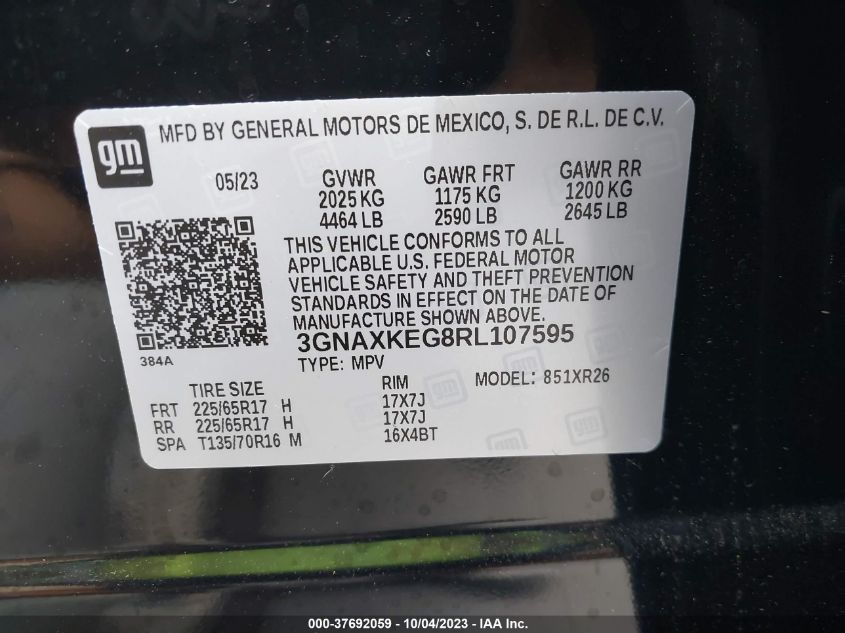 gm MFD BY GENERAL MOTORS DE MEXICO, S. DE R.L. DE C.V.
05/23 GVWR GAWR FRT GAWR RR
2025 KG 1175 KG 1200 KG
4464 LB 2590 LB 2645 LB
THIS VEHICLE CONFORMS TO ALL
APPLICABLE U.S. FEDERAL MOTOR
VEHICLE SAFETY AND THEFT PREVENTION
STANDARDS IN EFFECT ON THE DATE OF
MANUFACTURE SHOWN ABOVE.
3GNAXKEG8RL107595
384A TYPE: MPV
TIRE SIZE RIM MODEL: 851XR26
FRT 225/65R17 H 17X7J
RR 225/65R17 H 17X7J
SPA T135/70R16 M 16X4BT
000-37692059 - 10/04/2023 - IAA Inc.